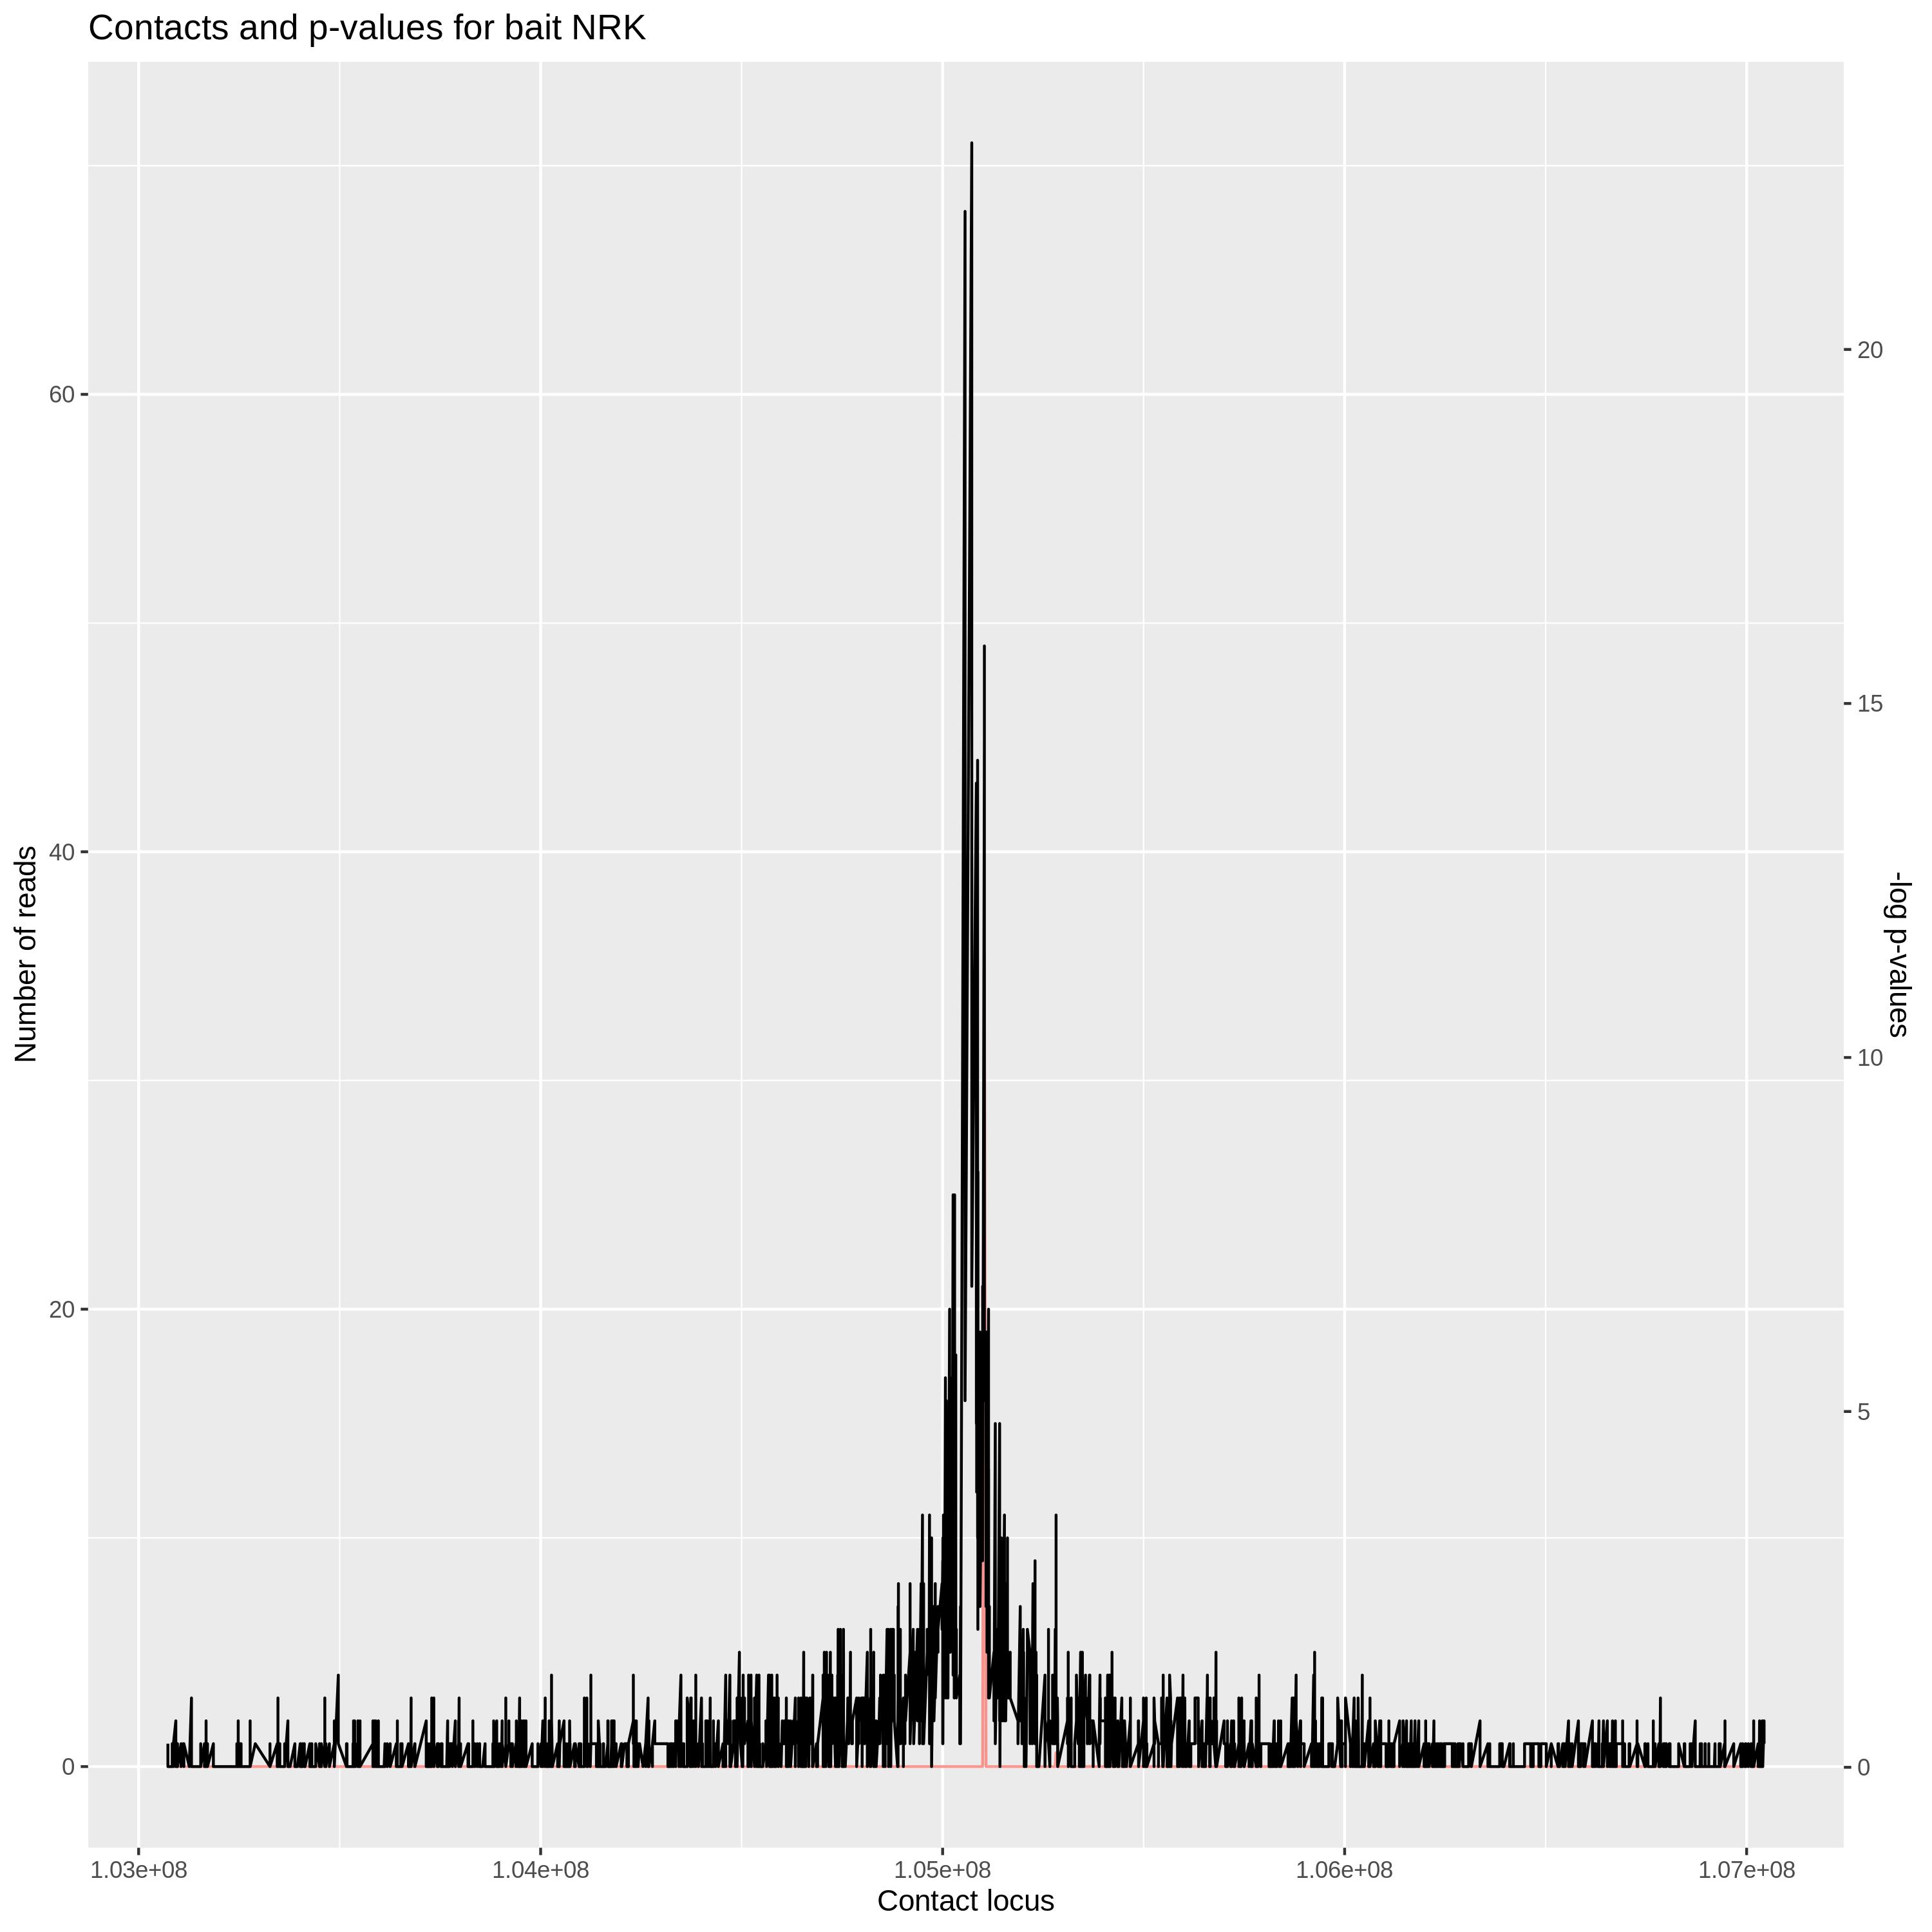 Contacts and p-values for bait NRK
Number of reads
60
40
20
0
20
15
10
5
0
-log p-values
1.03e+08
1.04e+08
1.05e+08
1.06e+08
1.07e+08
Contact locus